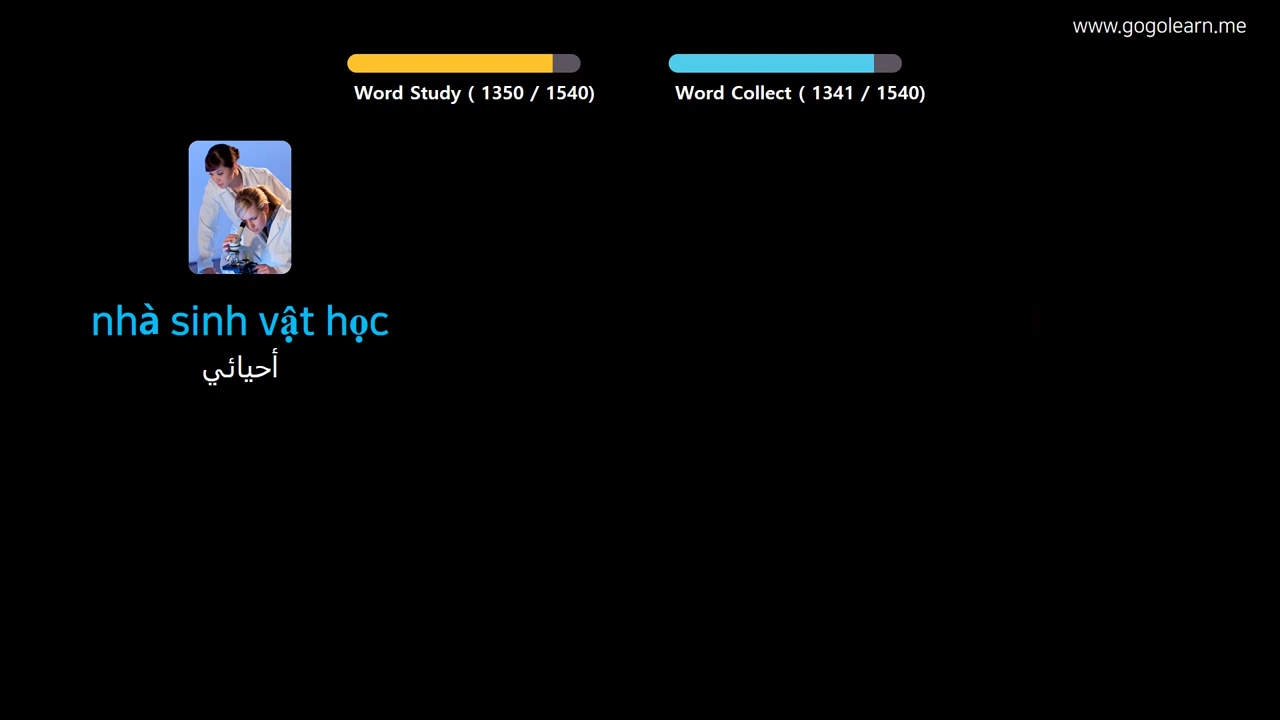 www.gogolearn.me
Word Study ( 1350 / 1540)
Word Collect ( 1341 / 1540)
nhà sinh vật học
أحيائي